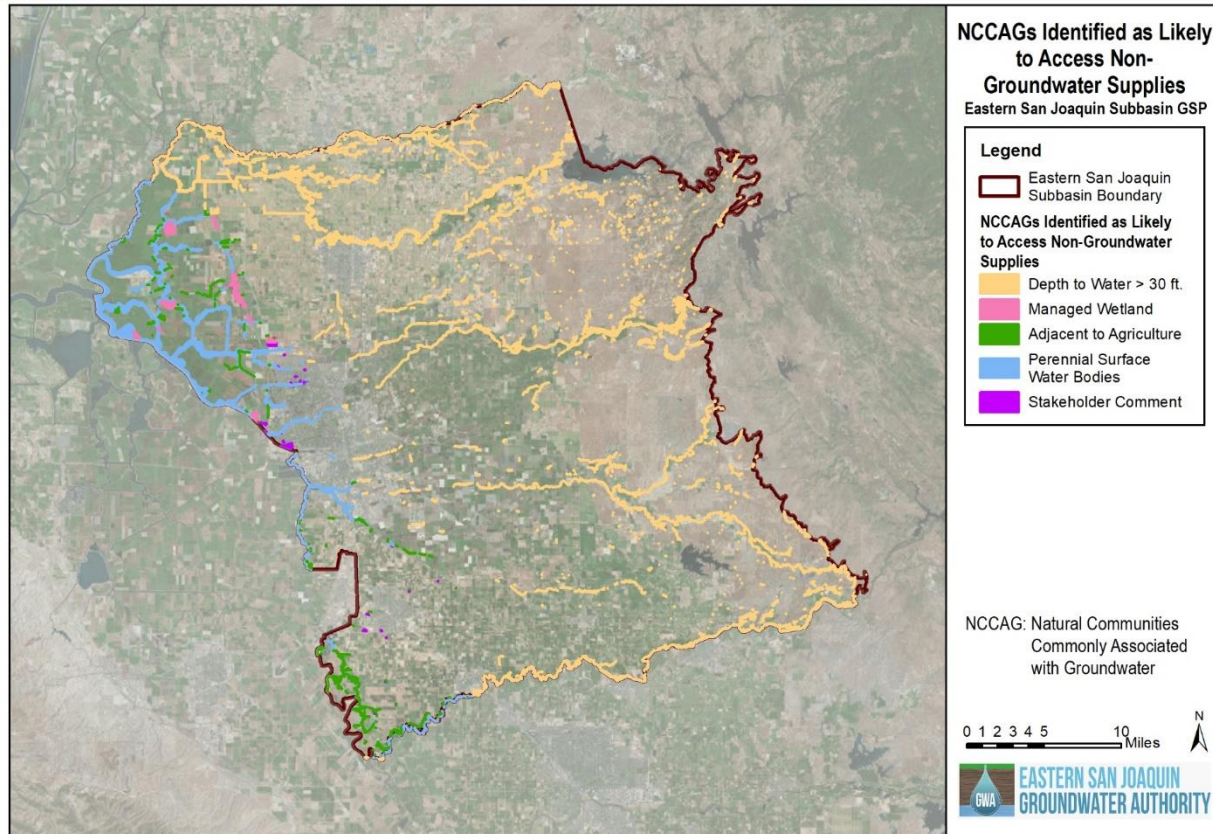 NCCAGs Identified as Likely
to Access Non-
Groundwater Supplies
Eastern San Joaquin Subbasin GSP
Legend
Eastern San Joaquin
Subbasin Boundary
NCCAGs Identified as Likely
to Access Non-Groundwater
Supplies
Depth to Water > 30 ft.
Managed Wetland
Adjacent to Agriculture
Perennial Surface
Water Bodies
Stakeholder Comment
NCCAG: Natural Communities
Commonly Associated
with Groundwater
0 1 2 3 4 5 10
Miles
N
GWA
EASTERN SAN JOAQUIN
GROUNDWATER AUTHORITY